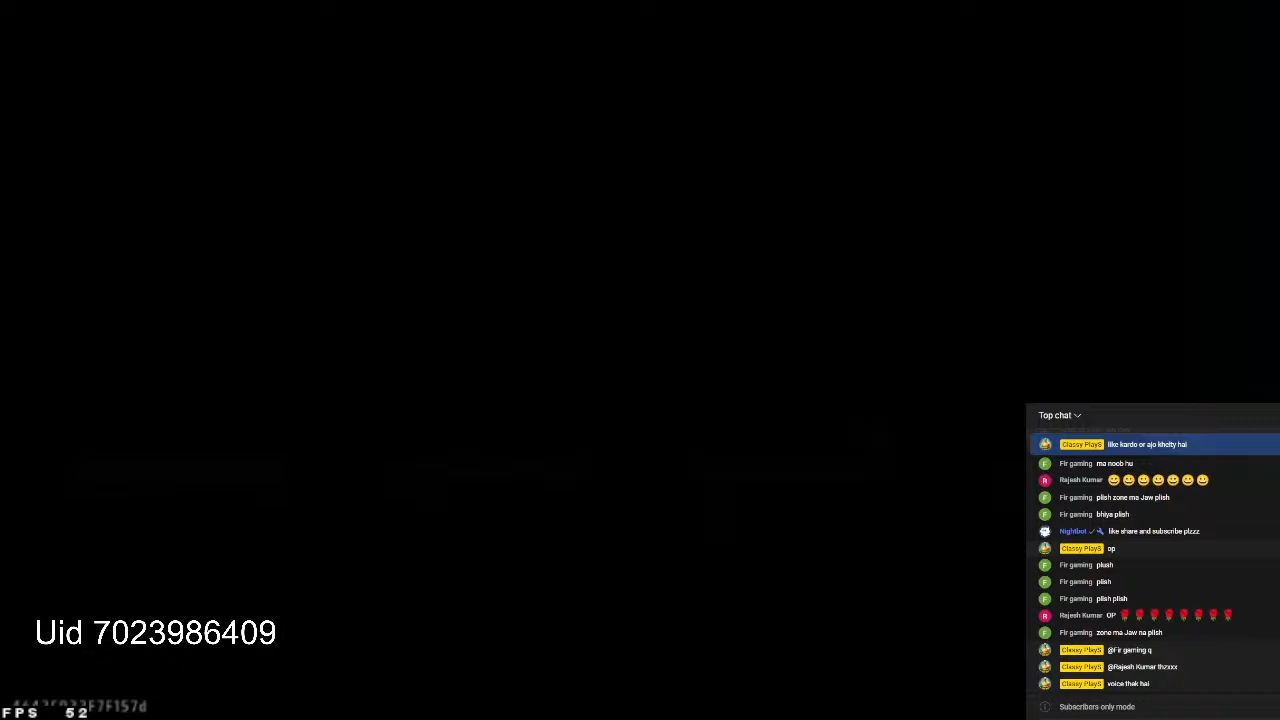 Top chat
Classy PlayS like kardo or ajo khelty hai
Fir gaming ma noob hu
Rajesh Kumar 😀😀😀😀😀😀😀
Fir gaming plish zone ma Jaw plish
Fir gaming bhiya plish
Nightbot like share and subscribe plzzz
Classy PlayS op
Fir gaming plush
Fir gaming plish
Fir gaming plish plish
Rajesh Kumar OP 🌹🌹🌹🌹🌹🌹🌹🌹
Fir gaming zone ma Jaw na plish
Classy PlayS @Fir gaming q
Classy PlayS @Rajesh Kumar thzxxx
Classy PlayS voice thek hai
Subscribers-only mode
Uid 7023986409
FPS 52